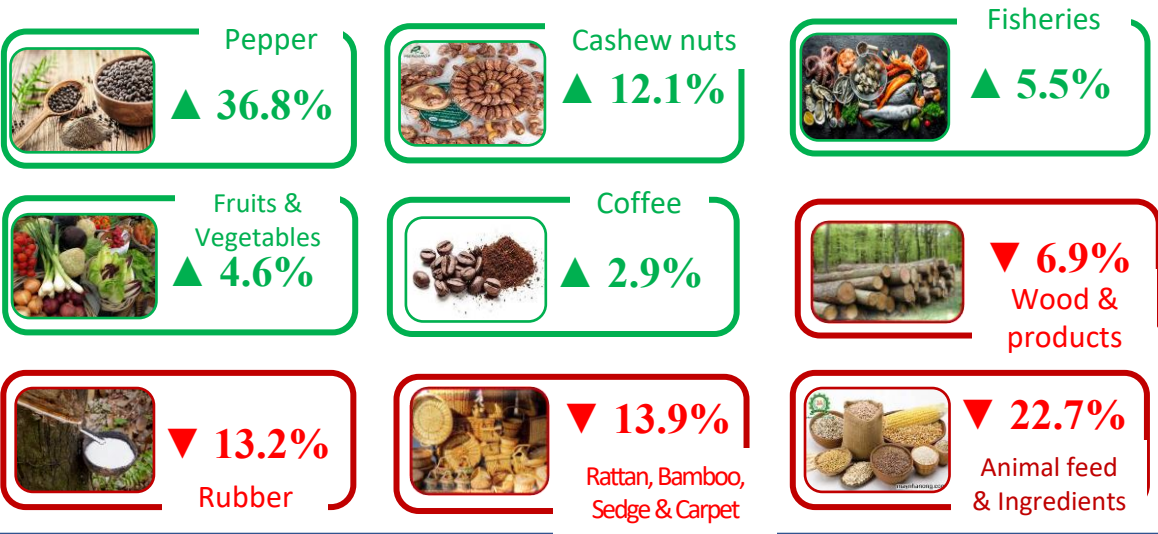 Pepper
▲ 36.8%
Cashew nuts
▲ 12.1%
Fisheries
▲ 5.5%
Fruits &
Vegetables
▲ 4.6%
Coffee
▲ 2.9%
▼ 6.9%
Wood &
products
▼ 13.2%
Rubber
▼ 13.9%
Rattan, Bamboo,
Sedge & Carpet
▼ 22.7%
Animal feed
& Ingredients